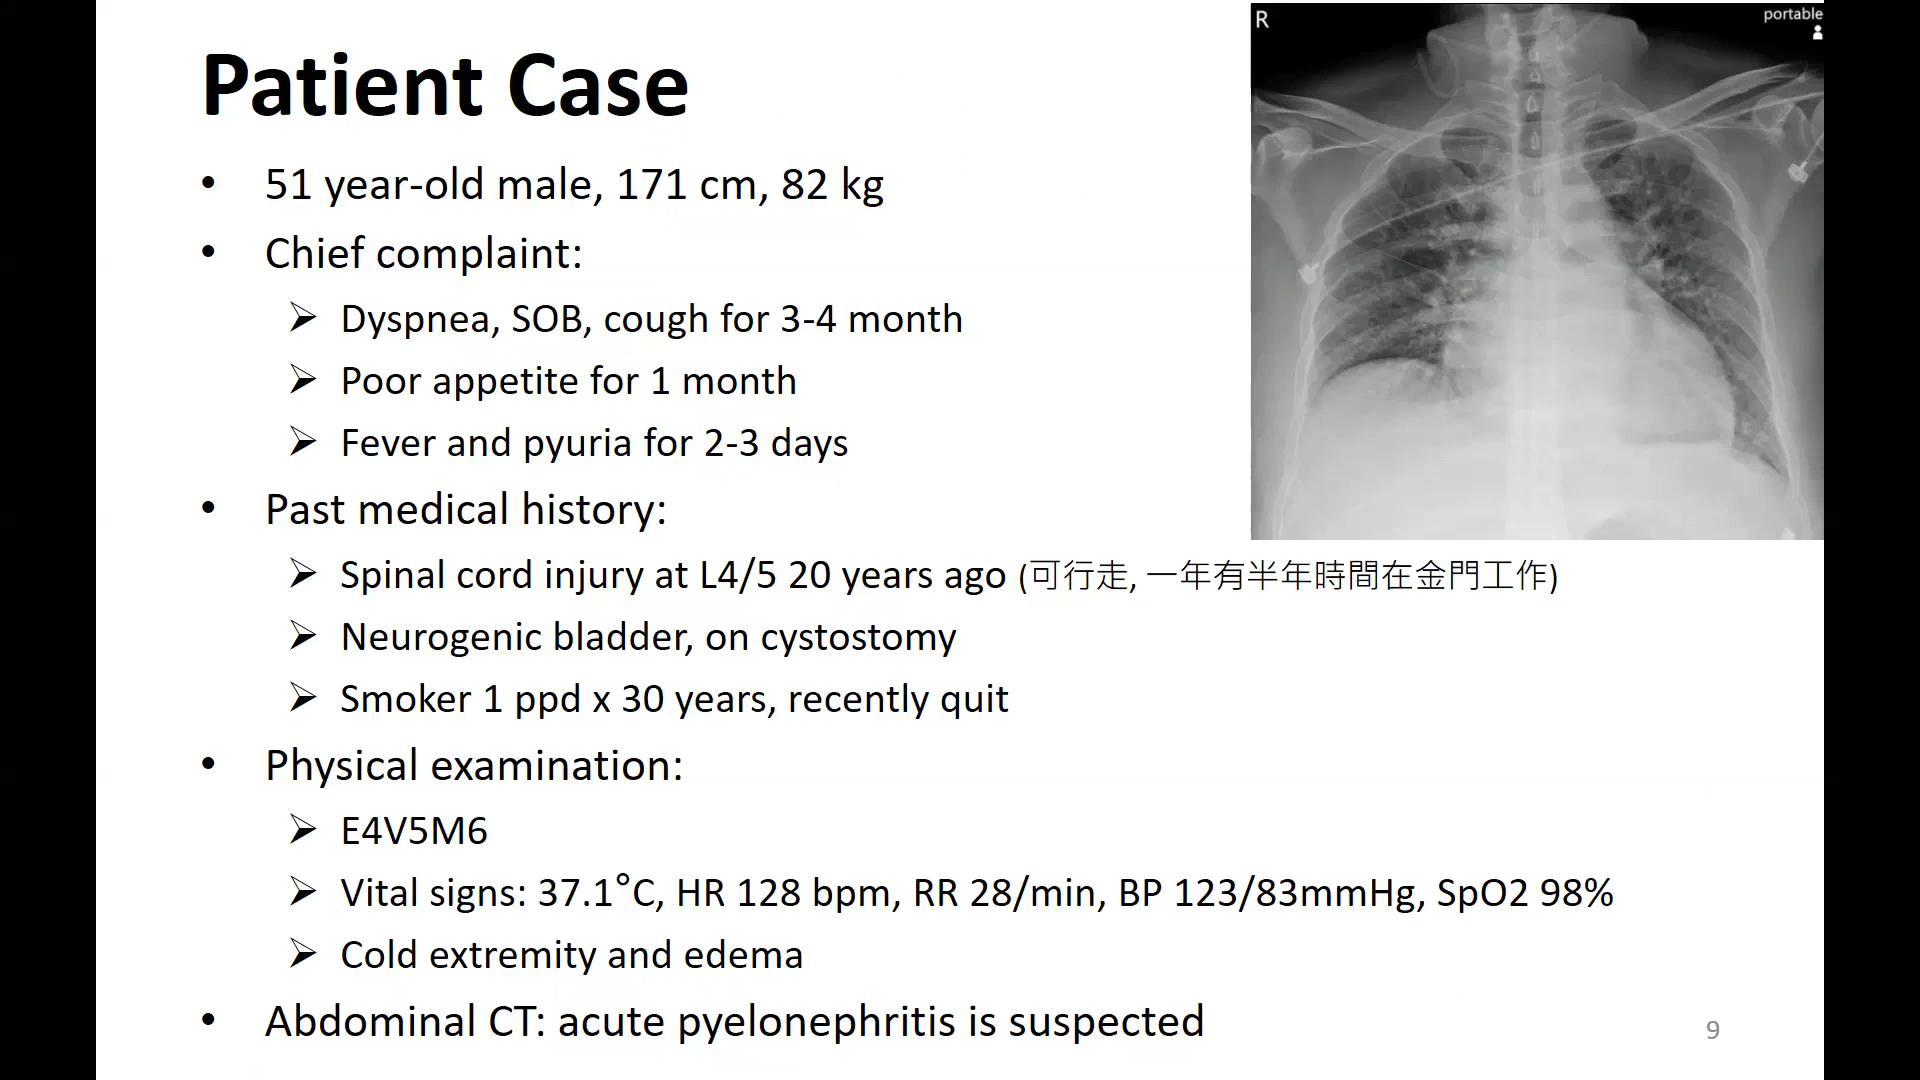 R
portable
Patient Case
• 51 year-old male, 171 cm, 82 kg
• Chief complaint:
➢ Dyspnea, SOB, cough for 3-4 month
➢ Poor appetite for 1 month
➢ Fever and pyuria for 2-3 days
• Past medical history:
➢ Spinal cord injury at L4/5 20 years ago (可行走, 一年有半年時間在金門工作)
➢ Neurogenic bladder, on cystostomy
➢ Smoker 1 ppd x 30 years, recently quit
• Physical examination:
➢ E4V5M6
➢ Vital signs: 37.1°C, HR 128 bpm, RR 28/min, BP 123/83mmHg, SpO2 98%
➢ Cold extremity and edema
• Abdominal CT: acute pyelonephritis is suspected
9